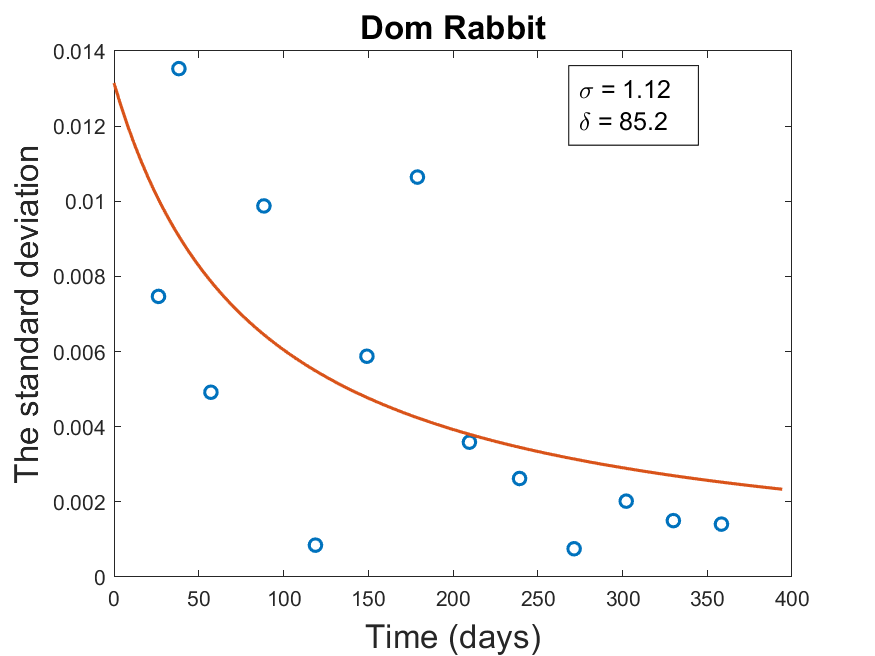 Dom Rabbit
σ = 1.12
δ = 85.2
The standard deviation
0.014
0.012
0.01
0.008
0.006
0.004
0.002
0
0 50 100 150 200 250 300 350 400
Time (days)